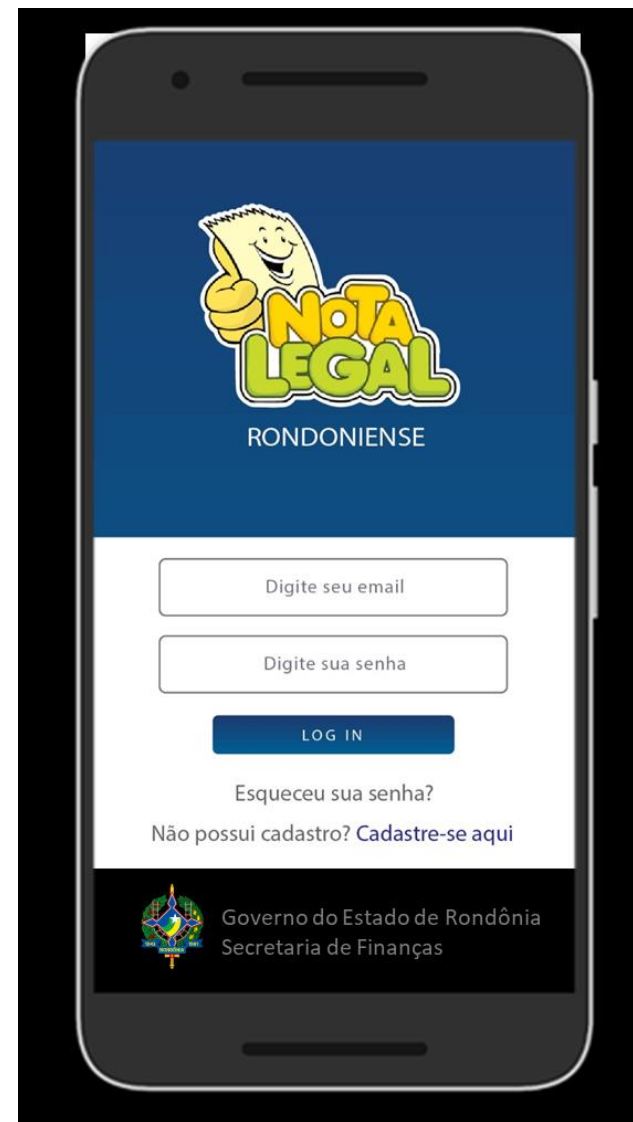 NOTA
LEGAL
RONDONIENSE
Digite seu email
Digite sua senha
LOG IN
Esqueceu sua senha?
Não possui cadastro? Cadastre-se aqui
Governo do Estado de Rondônia
Secretaria de Finanças
RONDÔNIA